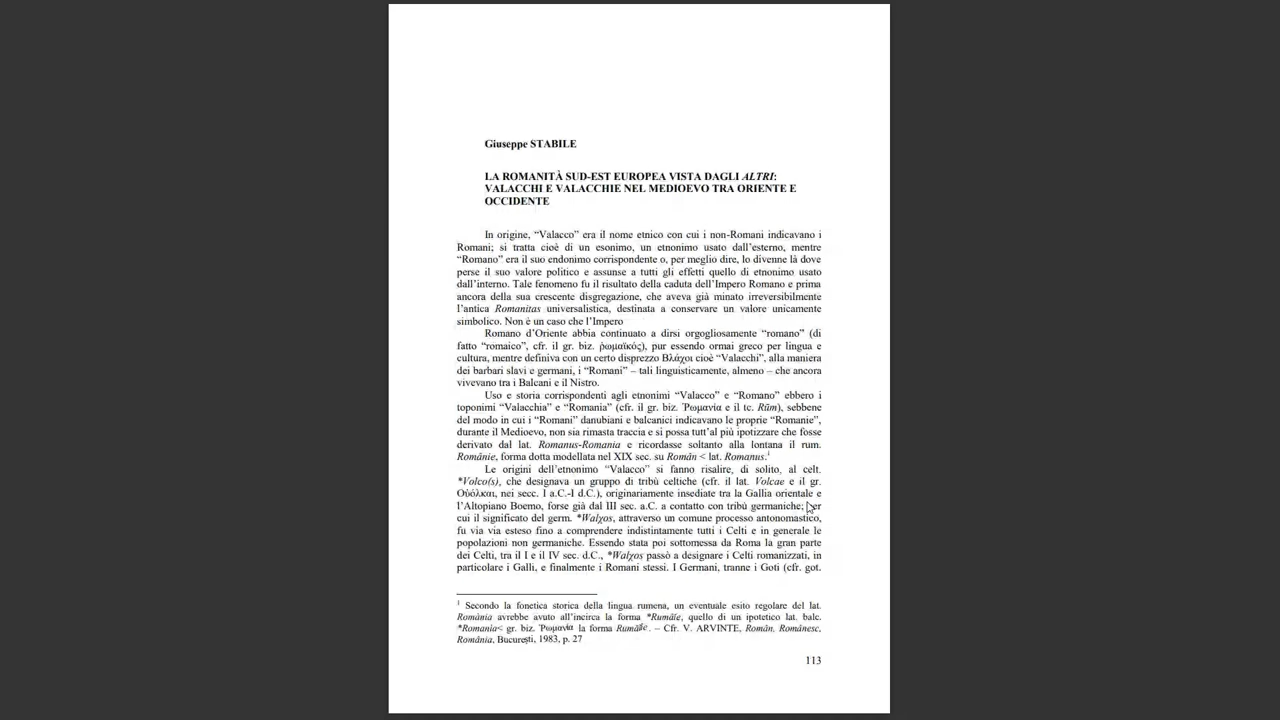 Giuseppe STABILE
LA ROMANITÀ SUD-EST EUROPEA VISTA DAGLI ALTRI:
VALACCHI E VALACCHIE NEL MEDIOEVO TRA ORIENTE E
OCCIDENTE
In origine, “Valacco” era il nome etnico con cui i non-Romani indicavano i
Romani; si tratta cioè di un esonimo, un etnonimo usato dall’esterno, mentre
“Romano” era il suo endonimo corrispondente o, per meglio dire, lo divenne là dove
perse il suo valore politico e assunse a tutti gli effetti quello di etnonimo usato
dall’interno. Tale fenomeno fu il risultato della caduta dell’Impero Romano e prima
ancora della sua crescente disgregazione, che aveva già minato irreversibilmente
l’antica Romanitas universalistica, destinata a conservare un valore unicamente
simbolico. Non è un caso che l’Impero
Romano d’Oriente abbia continuato a dirsi orgogliosamente “romano” (di
fatto “romaico”, cfr. il gr. biz. ῥωμαϊκός), pur essendo ormai greco per lingua e
cultura, mentre definiva con un certo disprezzo Βλάχοι cioè “Valacchi”, alla maniera
dei barbari slavi e germani, i “Romani” – tali linguisticamente, almeno – che ancora
vivevano tra i Balcani e il Nistro.
Uso e storia corrispondenti agli etnonimi “Valacco” e “Romano” ebbero i
toponimi “Valacchia” e “Romania” (cfr. il gr. biz. Ῥωμανία e il tc. Rūm), sebbene
del modo in cui i “Romani” danubiani e balcanici indicavano le proprie “Romanie”,
durante il Medioevo, non sia rimasta traccia e si possa tutt’al più ipotizzare che fosse
derivato dal lat. Romanus-Romania e ricordasse soltanto alla lontana il rum.
Românie, forma dotta modellata nel XIX sec. su Român < lat. Romanus.¹
Le origini dell’etnonimo “Valacco” si fanno risalire, di solito, al celt.
*Volco(s), che designava un gruppo di tribù celtiche (cfr. il lat. Volcae e il gr.
Οὐόλκαι, nei secc. I a.C.-I d.C.), originariamente insediate tra la Gallia orientale e
l’Altopiano Boemo, forse già dal III sec. a.C. a contatto con tribù germaniche; per
cui il significato del germ. *Walχos, attraverso un comune processo antonomastico,
fu via via esteso fino a comprendere indistintamente tutti i Celti e in generale le
popolazioni non germaniche. Essendo stata poi sottomessa da Roma la gran parte
dei Celti, tra il I e il IV sec. d.C., *Walχos passò a designare i Celti romanizzati, in
particolare i Galli, e finalmente i Romani stessi. I Germani, tranne i Goti (cfr. got.
¹ Secondo la fonetica storica della lingua rumena, un eventuale esito regolare del lat.
Romània avrebbe avuto all’incirca la forma *Rumâie, quello di un ipotetico lat. balc.
*Romanìa< gr. biz. Ῥωμανία la forma – Cfr. V. ARVINTE, Român, Românesc,
România, București, 1983, p. 27
113